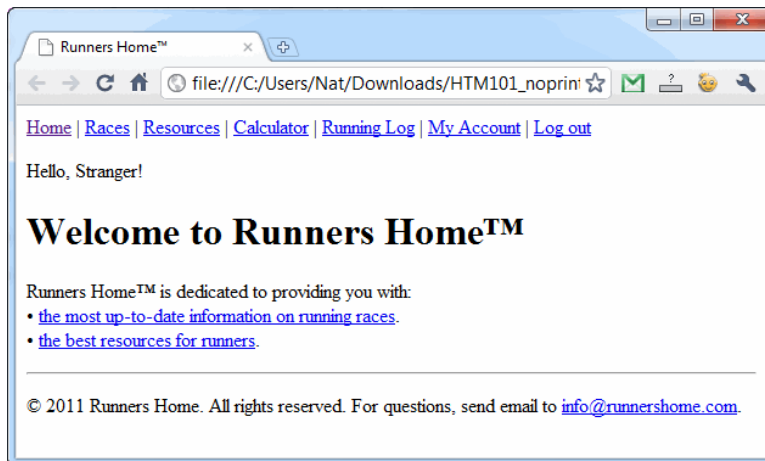 Runners Home™
file:///C:/Users/Nat/Downloads/HTM101_noprint
Home | Races | Resources | Calculator | Running Log | My Account | Log out
Hello, Stranger!
Welcome to Runners Home™
Runners Home™ is dedicated to providing you with:
• the most up-to-date information on running races.
• the best resources for runners.
© 2011 Runners Home. All rights reserved. For questions, send email to info@runnershome.com.